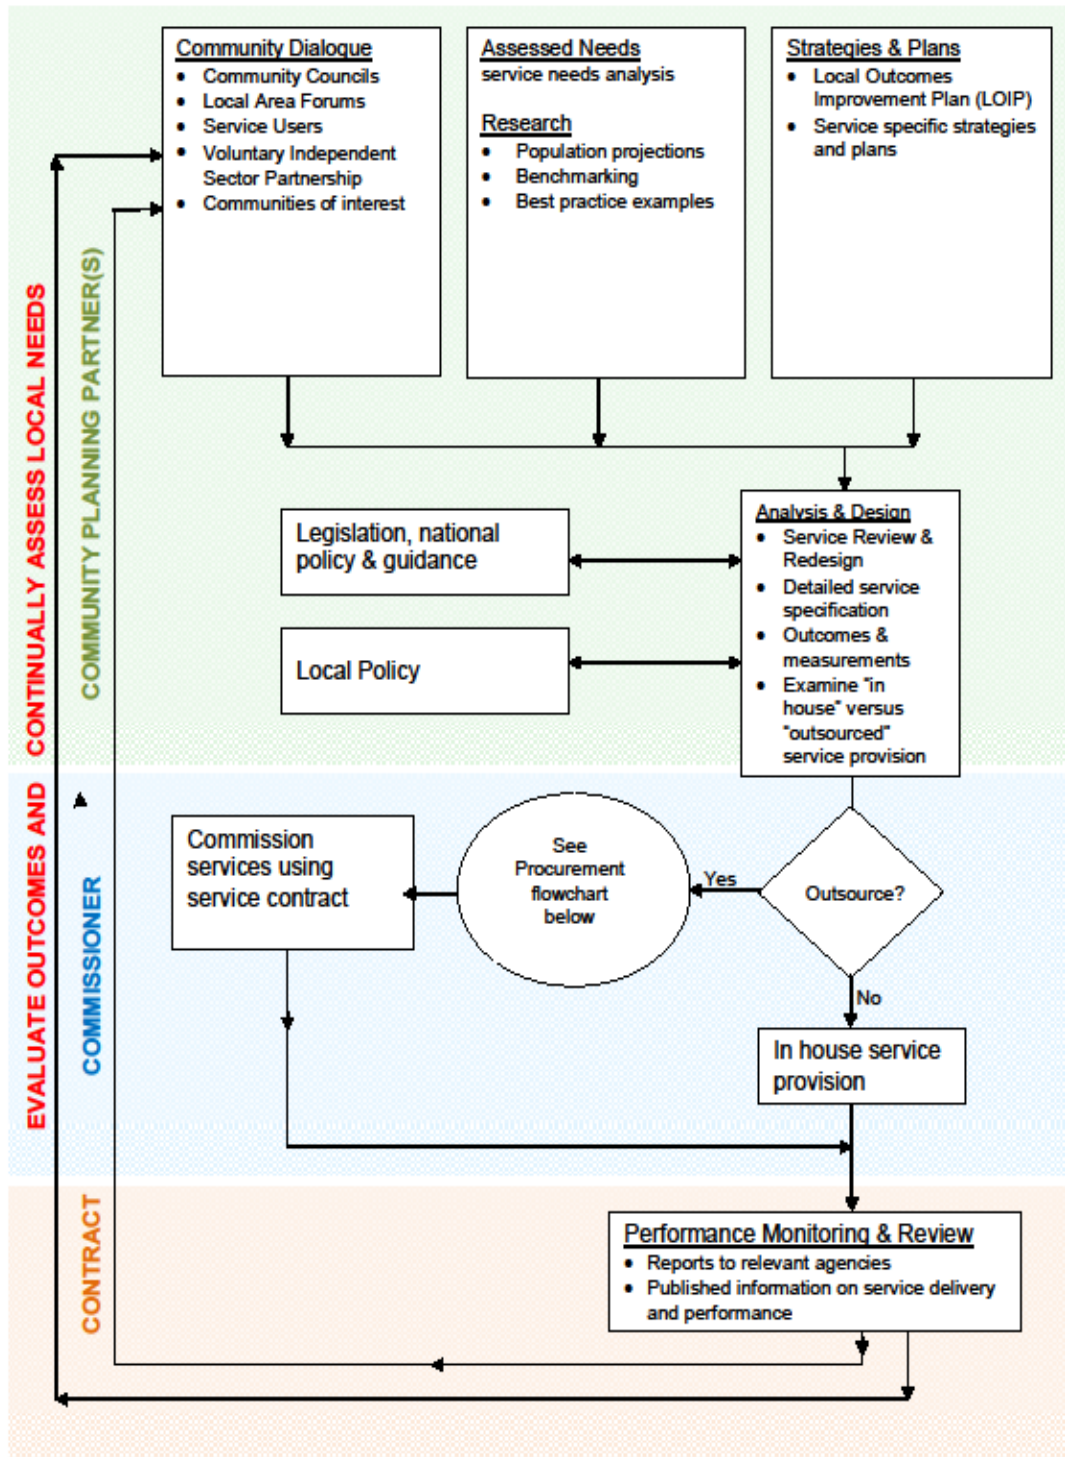 Community Dialogue
• Community Councils
• Local Area Forums
• Service Users
• Voluntary Independent
Sector Partnership
• Communities of interest
Assessed Needs
service needs analysis
Research
• Population projections
• Benchmarking
• Best practice examples
Strategies & Plans
• Local Outcomes
Improvement Plan (LOIP)
• Service specific strategies
and plans
Legislation, national
policy & guidance
Local Policy
Analysis & Design
• Service Review &
Redesign
• Detailed service
specification
• Outcomes &
measurements
• Examine "in
house" versus
"outsourced"
service provision
Commission
services using
service contract
See
Procurement
flowchart
below
Yes
Outsource?
No
In house service
provision
Performance Monitoring & Review
• Reports to relevant agencies
• Published information on service delivery
and performance
EVALUATE OUTCOMES AND CONTINUALLY ASSESS LOCAL NEEDS
COMMUNITY PLANNING PARTNER(S)
COMMISSIONER
CONTRACT